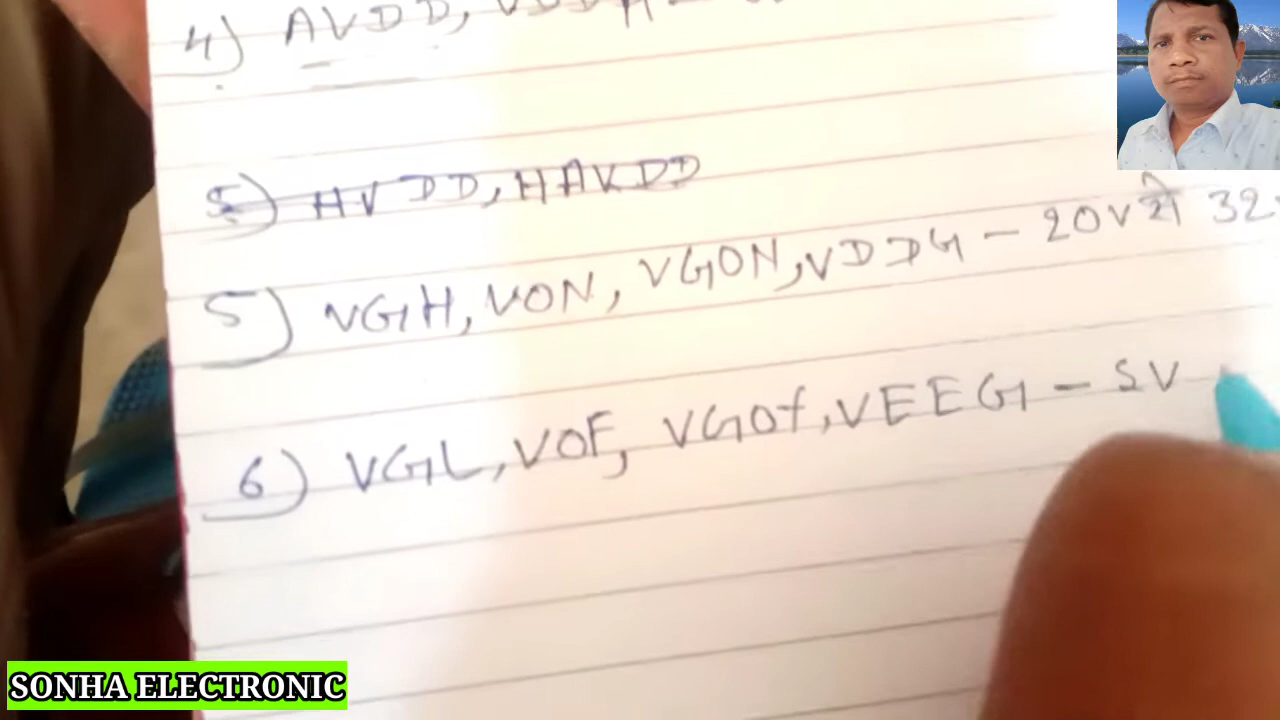 4) AVDD, VDDA -
5) HVDD, HAVDD
5) VGH, VON, VGON, VDDG - 20V से 32
6) VGL, VOF, VGOf, VEEG - 5V
SONHA ELECTRONIC